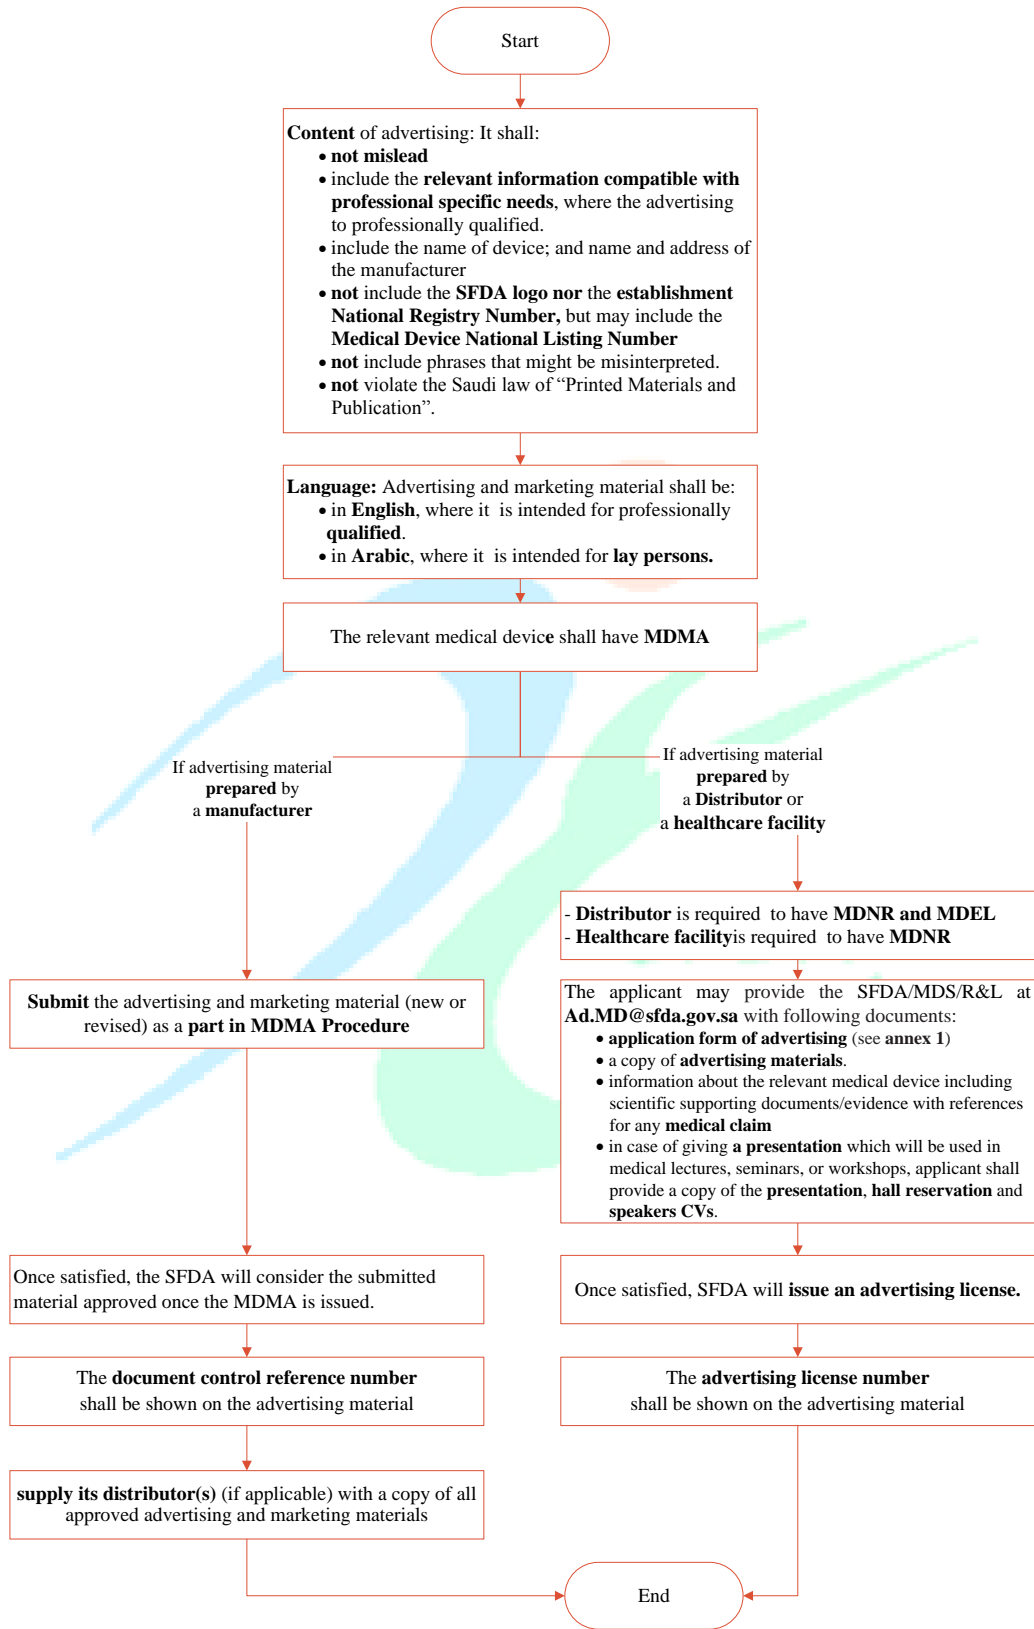 Start
Content of advertising: It shall:
• not mislead
• include the relevant information compatible with
professional specific needs, where the advertising
to professionally qualified.
• include the name of device; and name and address of
the manufacturer
• not include the SFDA logo nor the establishment
National Registry Number, but may include the
Medical Device National Listing Number
• not include phrases that might be misinterpreted.
• not violate the Saudi law of “Printed Materials and
Publication”.
Language: Advertising and marketing material shall be:
• in English, where it is intended for professionally
qualified.
• in Arabic, where it is intended for lay persons.
The relevant medical device shall have MDMA
If advertising material
prepared by
a manufacturer
If advertising material
prepared by
a Distributor or
a healthcare facility
- Distributor is required to have MDNR and MDEL
- Healthcare facilityis required to have MDNR
Submit the advertising and marketing material (new or
revised) as a part in MDMA Procedure
The applicant may provide the SFDA/MDS/R&L at
Ad.MD@sfda.gov.sa with following documents:
• application form of advertising (see annex 1)
• a copy of advertising materials.
• information about the relevant medical device including
scientific supporting documents/evidence with references
for any medical claim
• in case of giving a presentation which will be used in
medical lectures, seminars, or workshops, applicant shall
provide a copy of the presentation, hall reservation and
speakers CVs.
Once satisfied, the SFDA will consider the submitted
material approved once the MDMA is issued.
Once satisfied, SFDA will issue an advertising license.
The document control reference number
shall be shown on the advertising material
The advertising license number
shall be shown on the advertising material
supply its distributor(s) (if applicable) with a copy of all
approved advertising and marketing materials
End